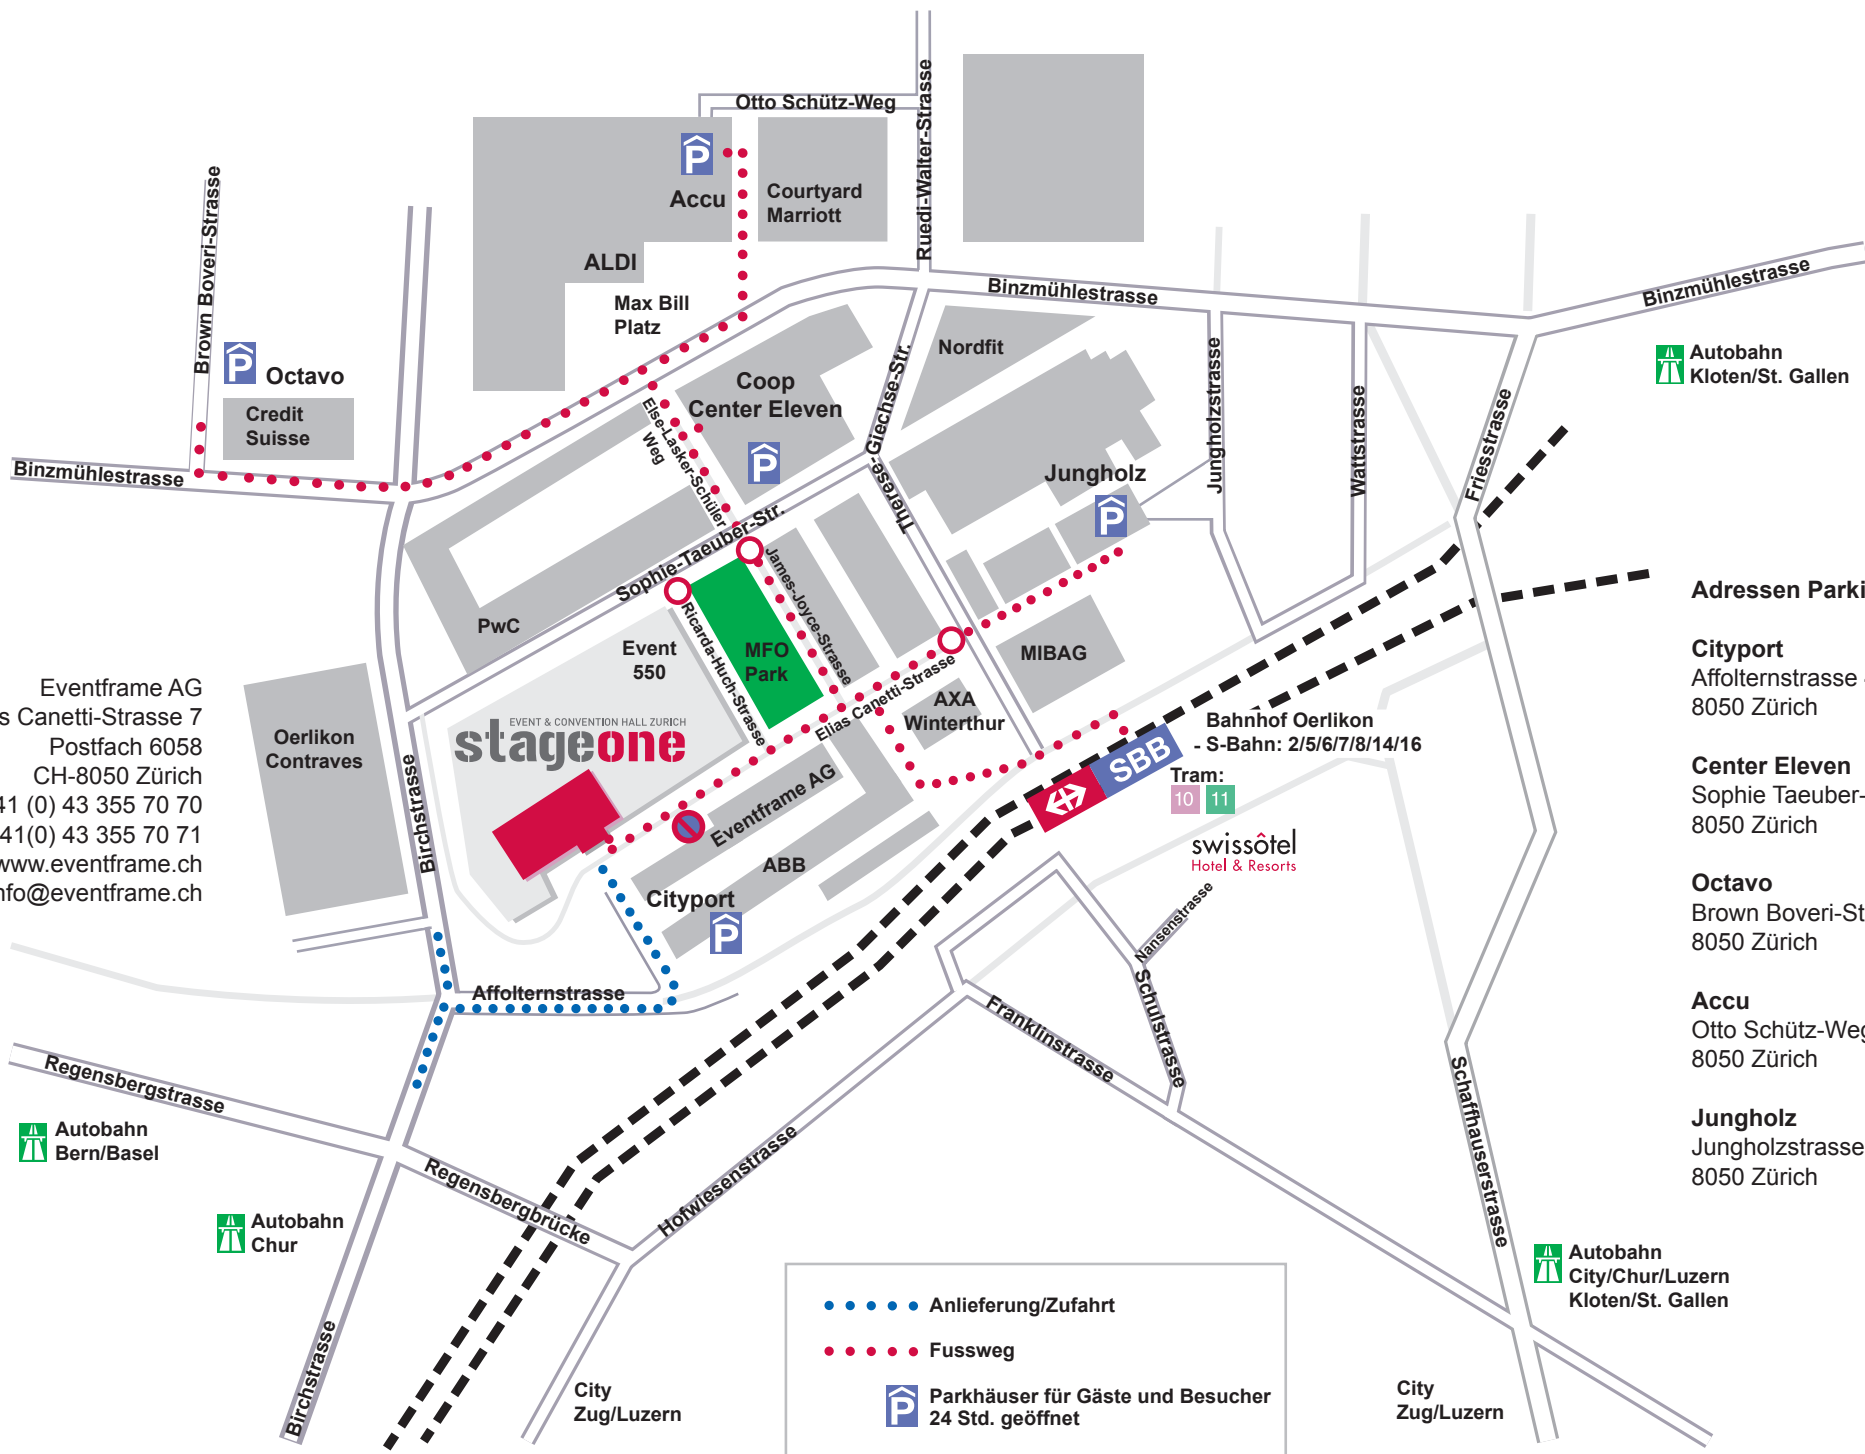 Otto Schütz-Weg
Ruedi-Walter-Strasse
Brown Boveri-Strasse
P
Accu
Courtyard
Marriott
ALDI
Max Bill
Platz
Binzmühlestrasse
Binzmühlestrasse
P
Octavo
Credit
Suisse
Binzmühlestrasse
Coop
Center Eleven
P
Else-Lasker-Schüler
Weg
Nordfit
Therese-Giechse-Str.
Therese-Giechse-Str.
Jungholzstrasse
Wattstrasse
Friesstrasse
Autobahn
Kloten/St. Gallen
Jungholz
P
Sophie-Taeuber-Str.
James-Joyce-Strasse
Ricarda-Huch-Strasse
PwC
Event
550
MFO
Park
Elias Canetti-Strasse
MIBAG
AXA
Winterthur
EVENT & CONVENTION HALL ZURICH
stageone
Oerlikon
Contraves
Birchstrasse
Eventframe AG
ABB
Cityport
P
Affolternstrasse
SBB
Bahnhof Oerlikon
- S-Bahn: 2/5/6/7/8/14/16
Tram:
10 11
swissôtel
Hotel & Resorts
Nansenstrasse
Schulstrasse
Franklinstrasse
Schaffhauserstrasse
Hofwiesenstrasse
Regensbergstrasse
Regensbergbrücke
Birchstrasse
Autobahn
Bern/Basel
Autobahn
Chur
Autobahn
City/Chur/Luzern
Kloten/St. Gallen
City
Zug/Luzern
City
Zug/Luzern
Eventframe AG
Canetti-Strasse 7
Postfach 6058
CH-8050 Zürich
(0) 43 355 70 70
41(0) 43 355 70 71
www.eventframe.ch
info@eventframe.ch
Adressen
Cityport
Affolternstrasse
8050 Zürich
Center Eleven
Sophie Taeuber-
8050 Zürich
Octavo
Brown Boveri-St
8050 Zürich
Accu
Otto Schütz-Weg
8050 Zürich
Jungholz
Jungholzstrasse
8050 Zürich
Anlieferung/Zufahrt
Fussweg
P
Parkhäuser für Gäste und Besucher
24 Std. geöffnet